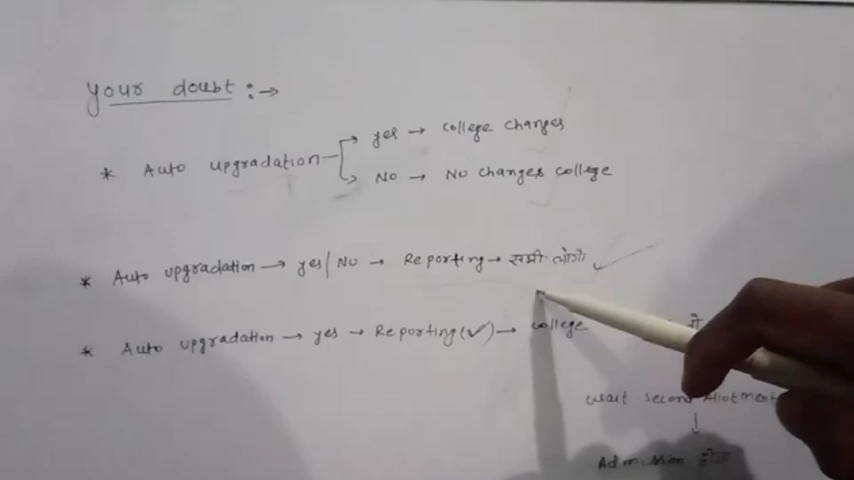 Your doubt :→
* Auto upgradation → yes → college changes
→ No → No changes college
* Auto upgradation → yes/No → Reporting → सभी लोगो ✓
* Auto upgradation → yes → Reporting(✓) → college
wait second Allotment
↓
Admission होगा